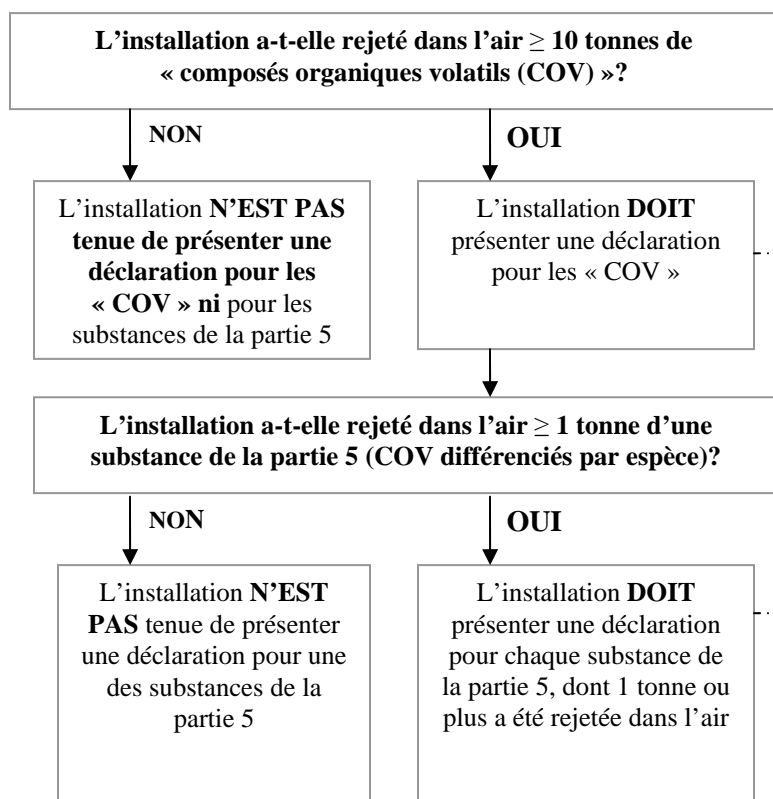 L’installation a-t-elle rejeté dans l’air ≥ 10 tonnes de
« composés organiques volatils (COV) »?
NON
OUI
L’installation N’EST PAS
tenue de présenter une
déclaration pour les
« COV » ni pour les
substances de la partie 5
L’installation DOIT
présenter une déclaration
pour les « COV »
L’installation a-t-elle rejeté dans l’air ≥ 1 tonne d’une
substance de la partie 5 (COV différenciés par espèce)?
NON
OUI
L’installation N’EST
PAS tenue de présenter
une déclaration pour une
des substances de la
partie 5
L’installation DOIT
présenter une déclaration
pour chaque substance de
la partie 5, dont 1 tonne ou
plus a été rejetée dans l’air